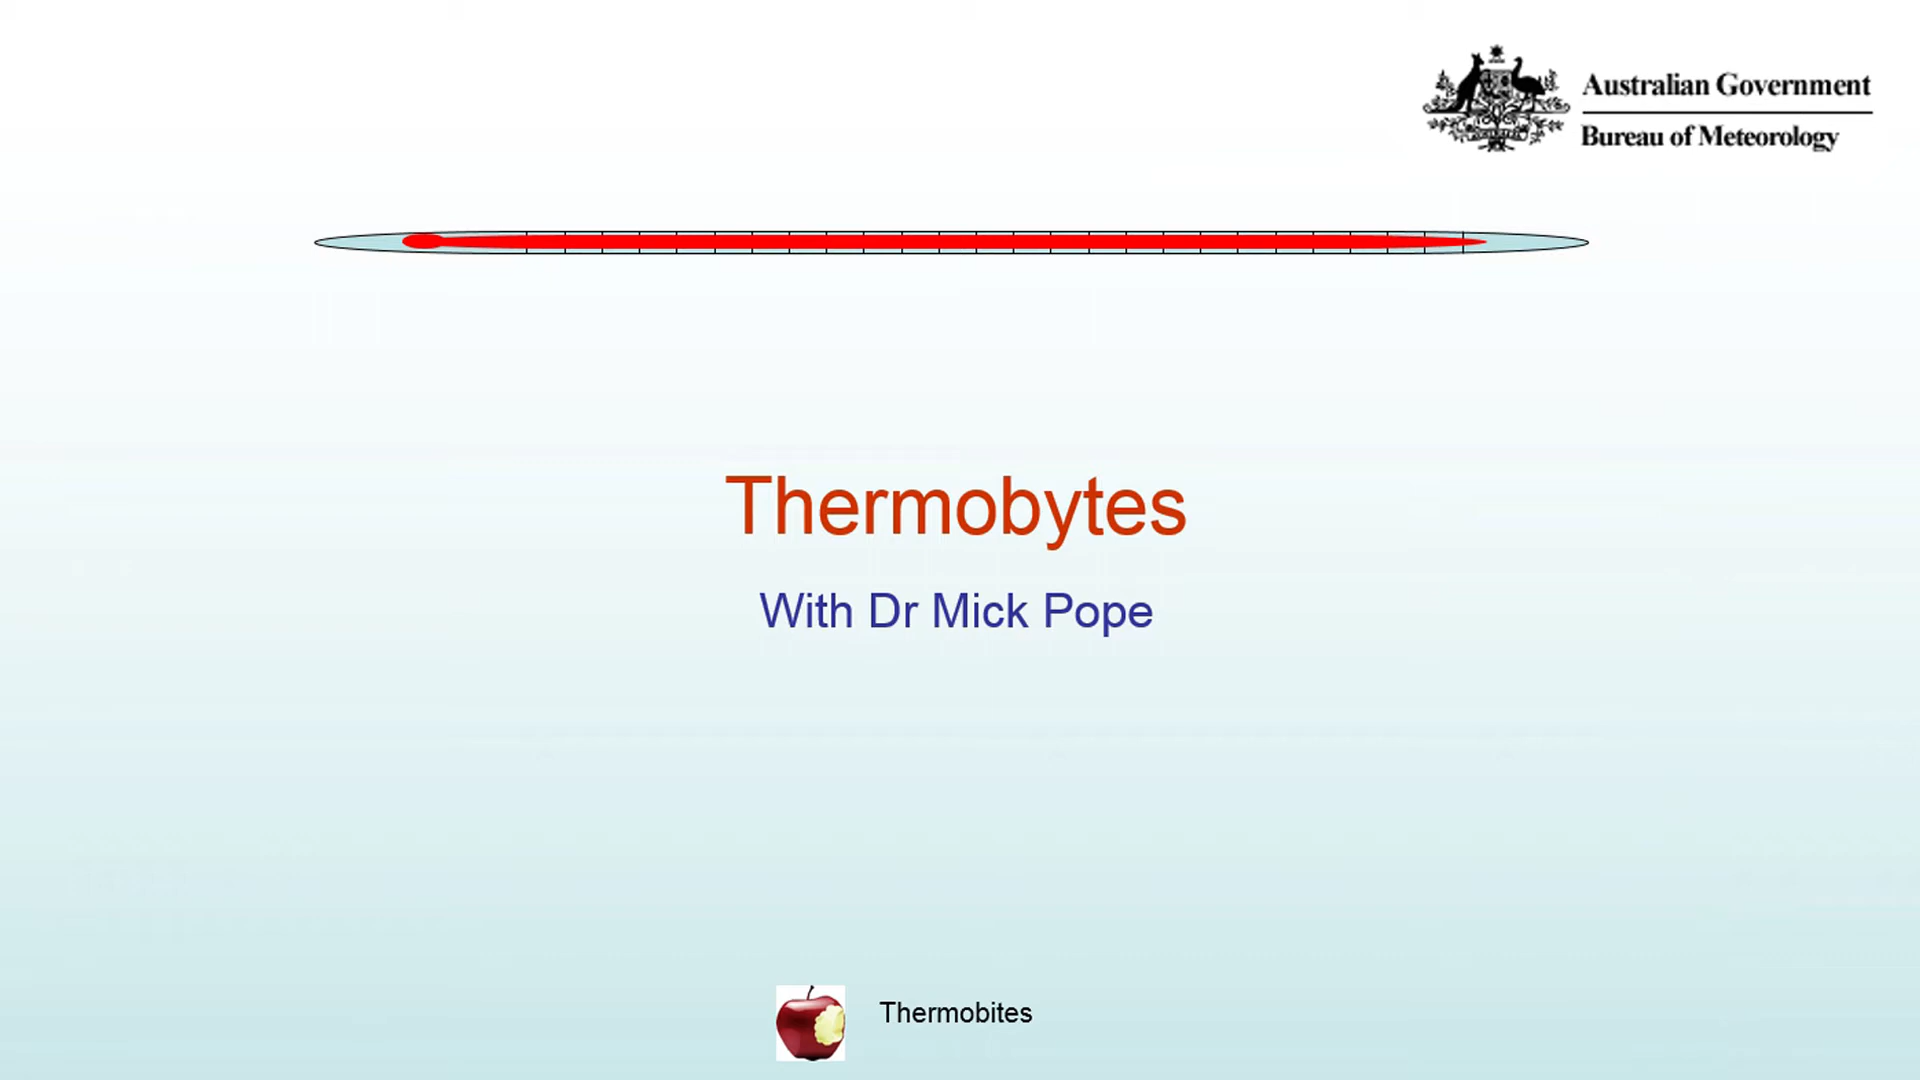 Australian Government
Bureau of Meteorology
Thermobytes
With Dr Mick Pope
Thermobites